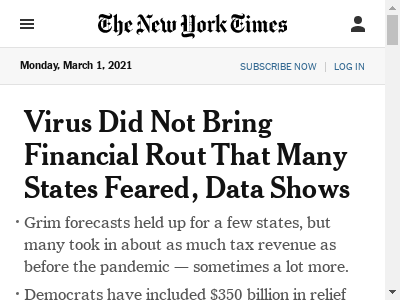 The New York Times
Monday, March 1, 2021
SUBSCRIBE NOW | LOG IN
Virus Did Not Bring
Financial Rout That Many
States Feared, Data Shows
· Grim forecasts held up for a few states, but
many took in about as much tax revenue as
before the pandemic — sometimes a lot more.
· Democrats have included $350 billion in relief